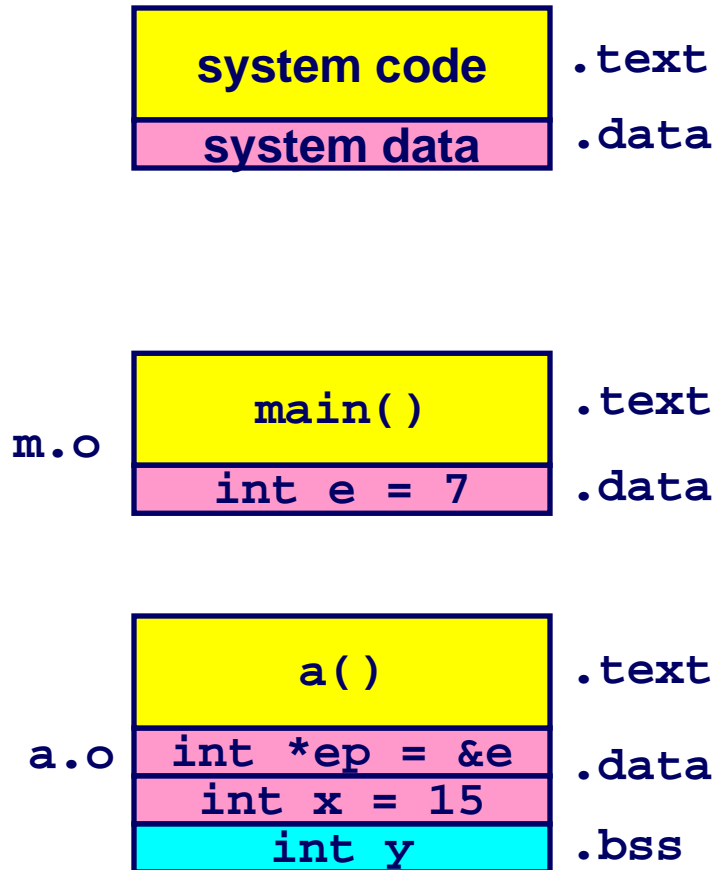 system code .text
system data .data
m.o
main() .text
int e = 7 .data
a.o
a() .text
int *ep = &e .data
int x = 15
int y .bss